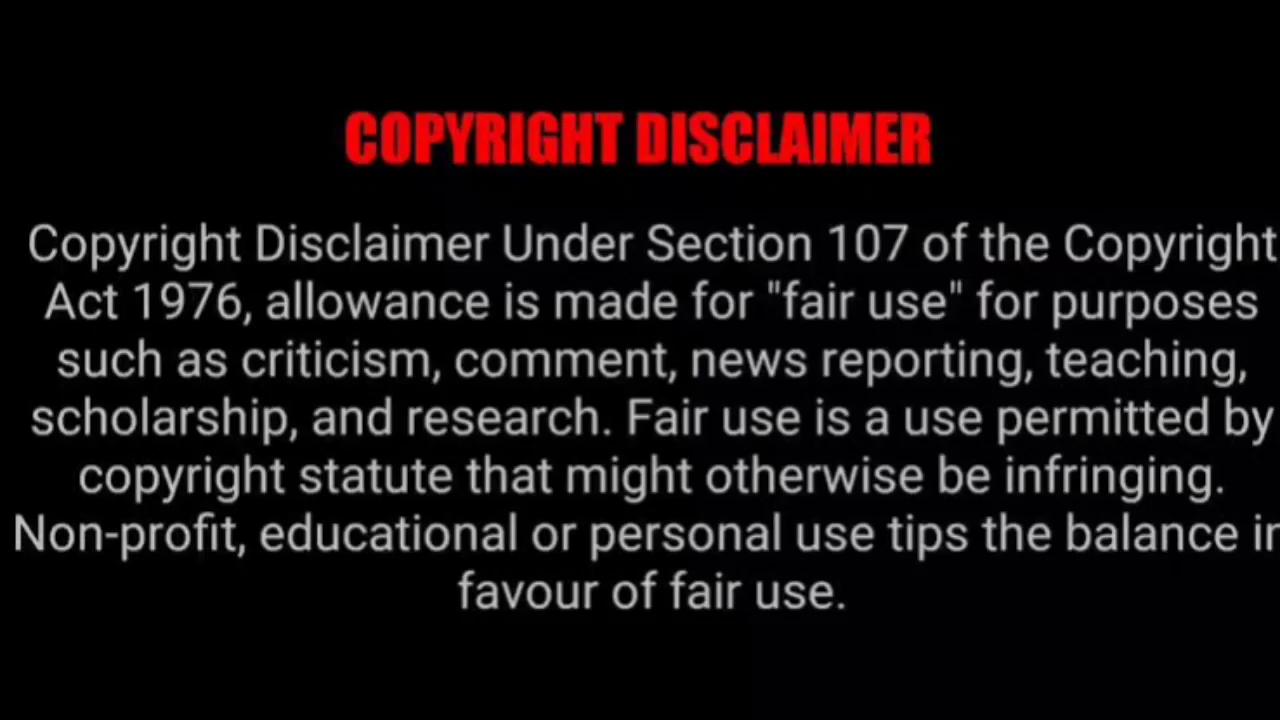 COPYRIGHT DISCLAIMER
Copyright Disclaimer Under Section 107 of the Copyright
Act 1976, allowance is made for "fair use" for purposes
such as criticism, comment, news reporting, teaching,
scholarship, and research. Fair use is a use permitted by
copyright statute that might otherwise be infringing.
Non-profit, educational or personal use tips the balance in
favour of fair use.